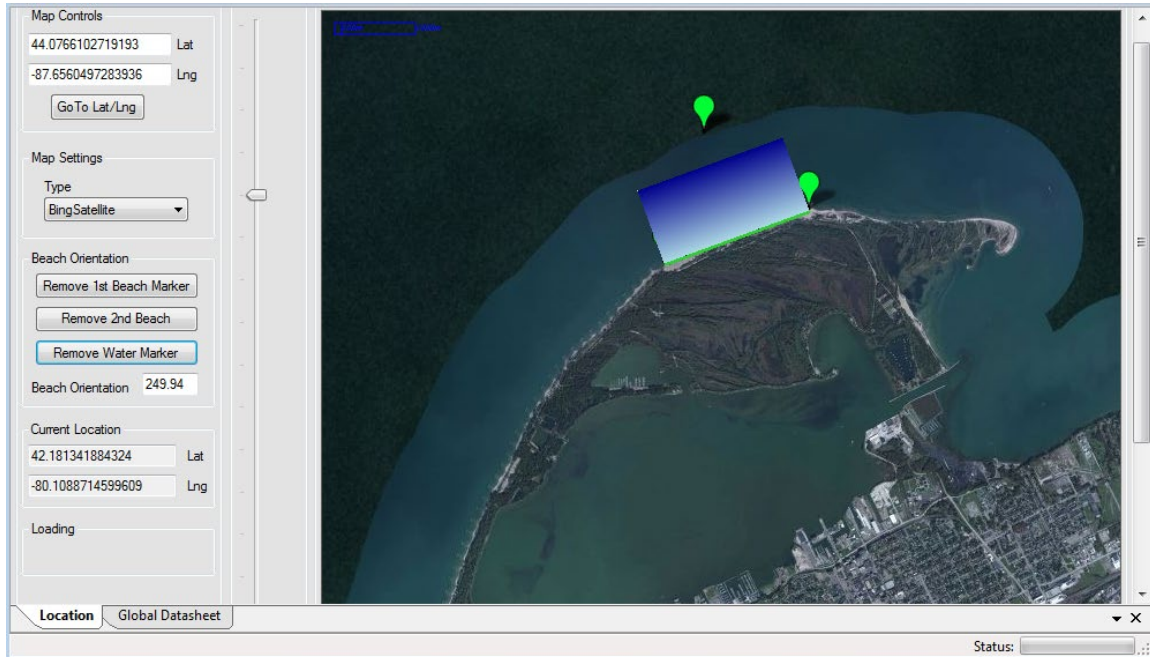 Map Controls
44.0766102719193 Lat
-87.6560497283936 Lng
GoTo Lat/Lng
Map Settings
Type
BingSatellite
Beach Orientation
Remove 1st Beach Marker
Remove 2nd Beach
Remove Water Marker
Beach Orientation 249.94
Current Location
42.181341884324 Lat
-80.1088714599609 Lng
Loading
Location Global Datasheet
Status: